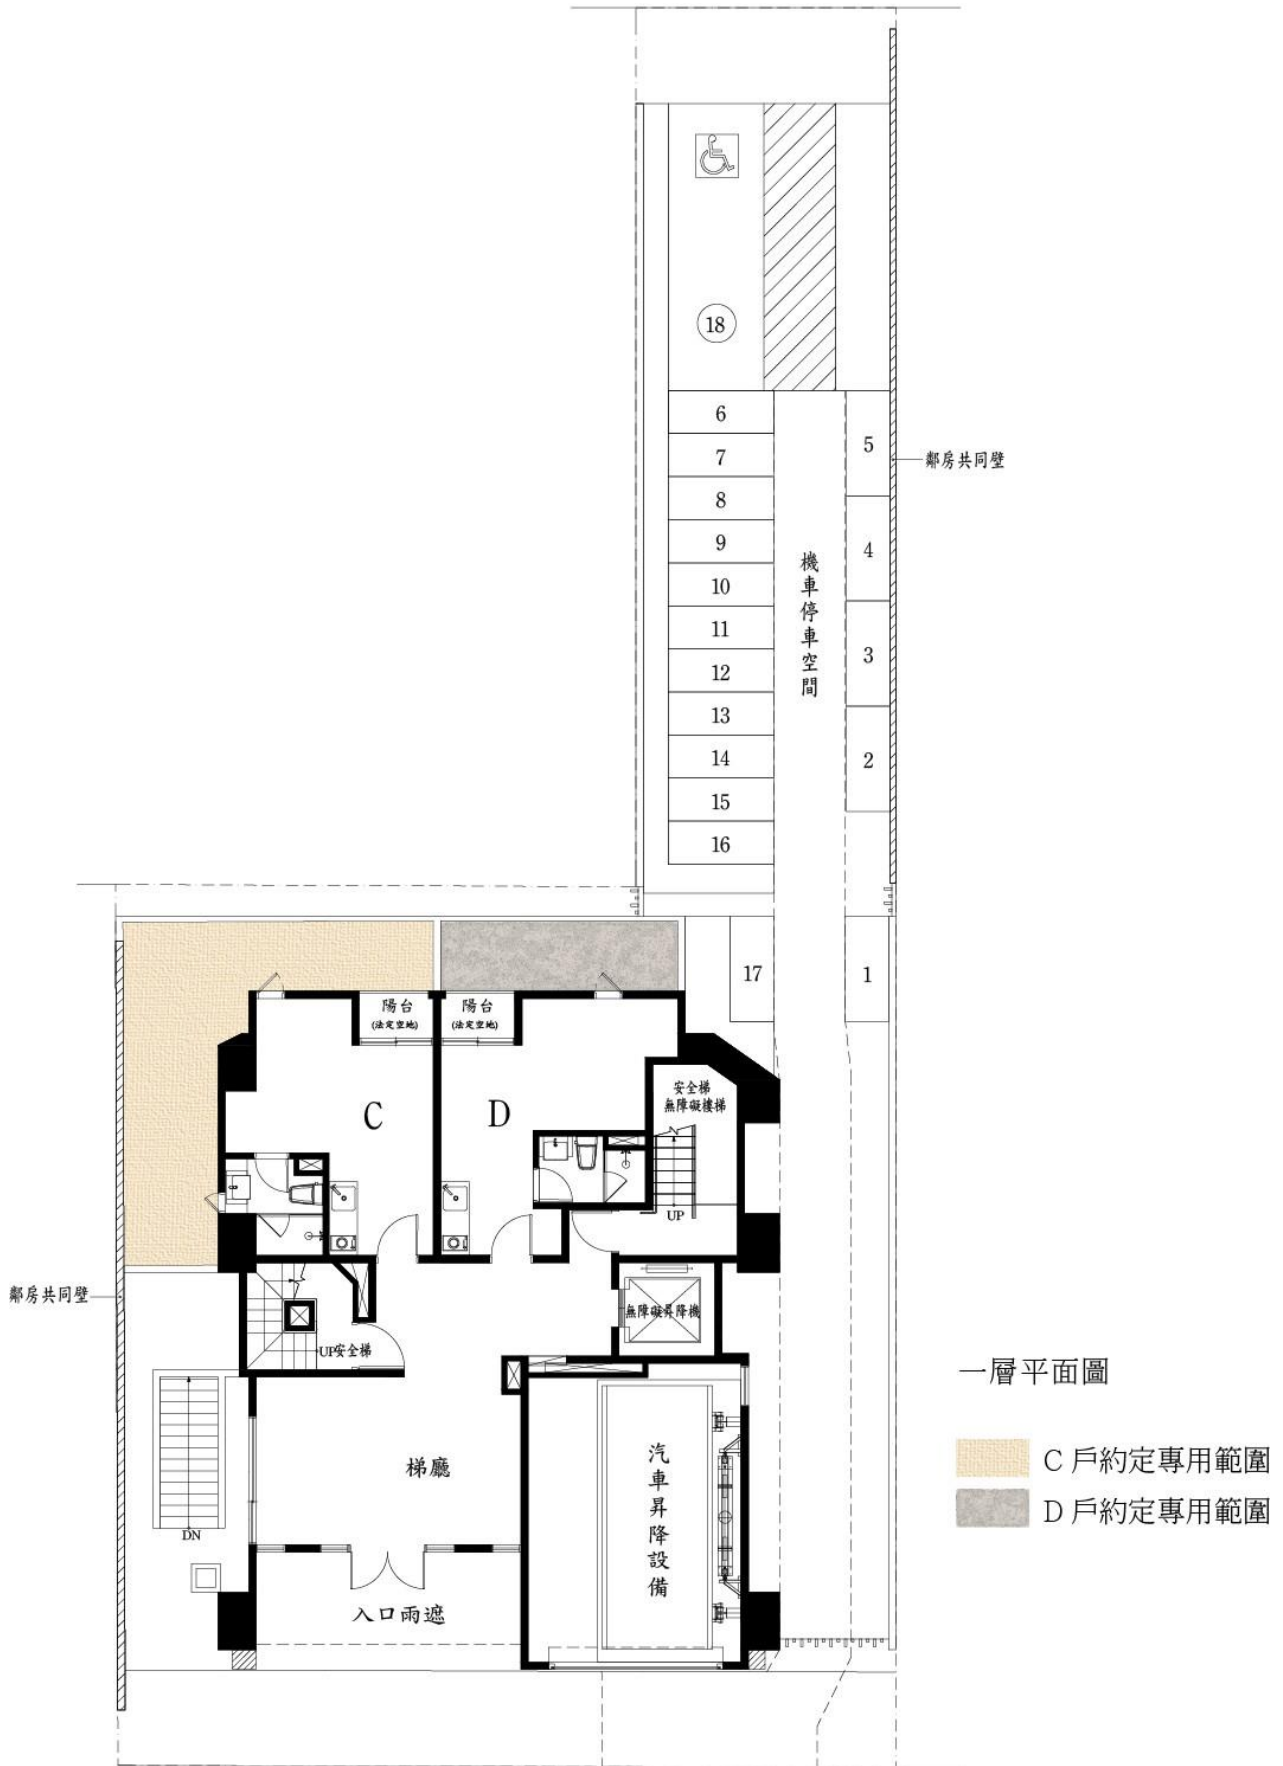 18
6
7
8
9
10
11
12
13
14
15
16
5
4
3
2
機車停車空間
鄰房共同壁
17
1
陽台
(法定空地)
陽台
(法定空地)
C
D
安全梯
無障礙樓梯
UP
鄰房共同壁
無障礙昇降機
UP安全梯
一層平面圖
C 戶約定專用範圍
D 戶約定專用範圍
梯廳
汽車昇降設備
DN
入口雨遮